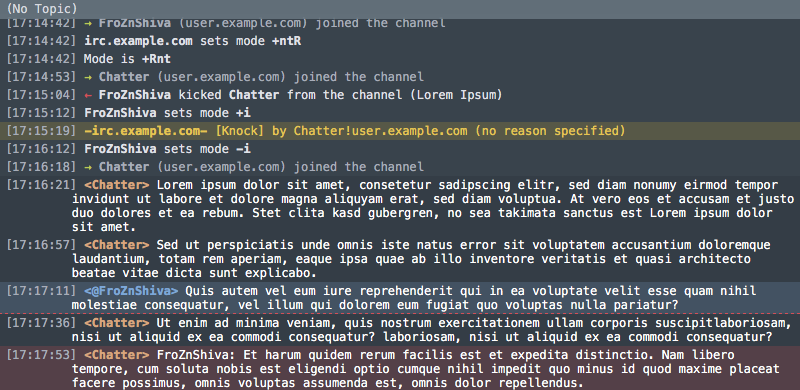 (No Topic)
[17:14:42] → FroZnShiva (user.example.com) joined the channel
[17:14:42] irc.example.com sets mode +ntR
[17:14:42] Mode is +Rnt
[17:14:53] → Chatter (user.example.com) joined the channel
[17:15:04] ← FroZnShiva kicked Chatter from the channel (Lorem Ipsum)
[17:15:12] FroZnShiva sets mode +i
[17:15:19] -irc.example.com- [Knock] by Chatter!user.example.com (no reason specified)
[17:16:12] FroZnShiva sets mode -i
[17:16:18] → Chatter (user.example.com) joined the channel
[17:16:21] <Chatter> Lorem ipsum dolor sit amet, consetetur sadipscing elitr, sed diam nonumy eirmod tempor
invidunt ut labore et dolore magna aliquyam erat, sed diam voluptua. At vero eos et accusam et justo
duo dolores et ea rebum. Stet clita kasd gubergren, no sea takimata sanctus est Lorem ipsum dolor
sit amet.
[17:16:57] <Chatter> Sed ut perspiciatis unde omnis iste natus error sit voluptatem accusantium doloremque
laudantium, totam rem aperiam, eaque ipsa quae ab illo inventore veritatis et quasi architecto
beatae vitae dicta sunt explicabo.
[17:17:11] <@FroZnShiva> Quis autem vel eum iure reprehenderit qui in ea voluptate velit esse quam nihil
molestiae consequatur, vel illum qui dolorem eum fugiat quo voluptas nulla pariatur?
[17:17:36] <Chatter> Ut enim ad minima veniam, quis nostrum exercitationem ullam corporis suscipitlaboriosam,
nisi ut aliquid ex ea commodi consequatur? laboriosam, nisi ut aliquid ex ea commodi consequatur?
[17:17:53] <Chatter> FroZnShiva: Et harum quidem rerum facilis est et expedita distinctio. Nam libero
tempore, cum soluta nobis est eligendi optio cumque nihil impedit quo minus id quod maxime placeat
facere possimus, omnis voluptas assumenda est, omnis dolor repellendus.